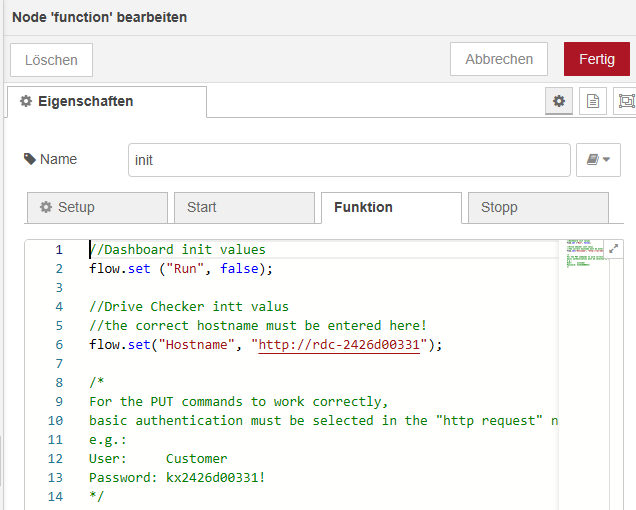 Node 'function' bearbeiten
Löschen
Abbrechen
Fertig
Eigenschaften
Name
init
Setup
Start
Funktion
Stopp
1 //Dashboard init values
2 flow.set ("Run", false);
3
4 //Drive Checker intt valus
5 //the correct hostname must be entered here!
6 flow.set("Hostname", "http://rdc-2426d00331");
7
8 /*
9 For the PUT commands to work correctly,
10 basic authentication must be selected in the "http request" n
11 e.g.:
12 User: Customer
13 Password: kx2426d00331!
14 */